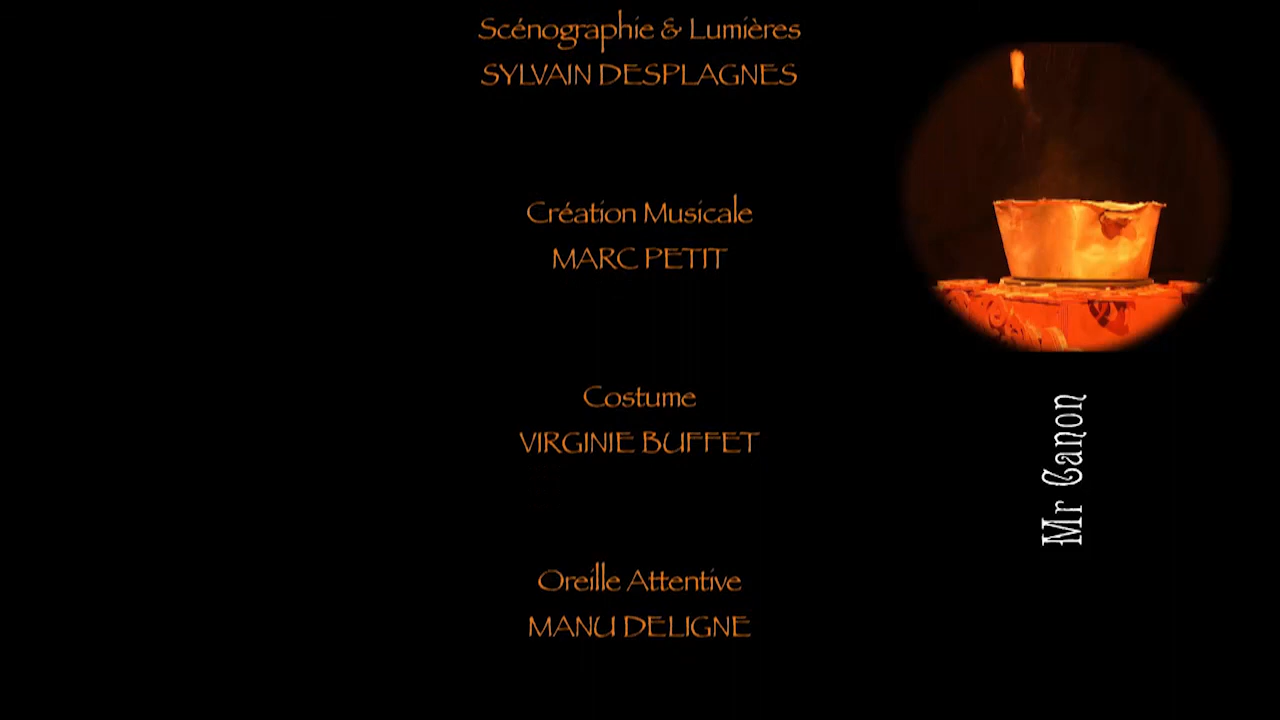 Scénographie & Lumières
SYLVAIN DESPLAGNES
Création Musicale
MARC PETIT
Costume
VIRGINIE BUFFET
Oreille Attentive
MANU DELIGNE
Mr Canon